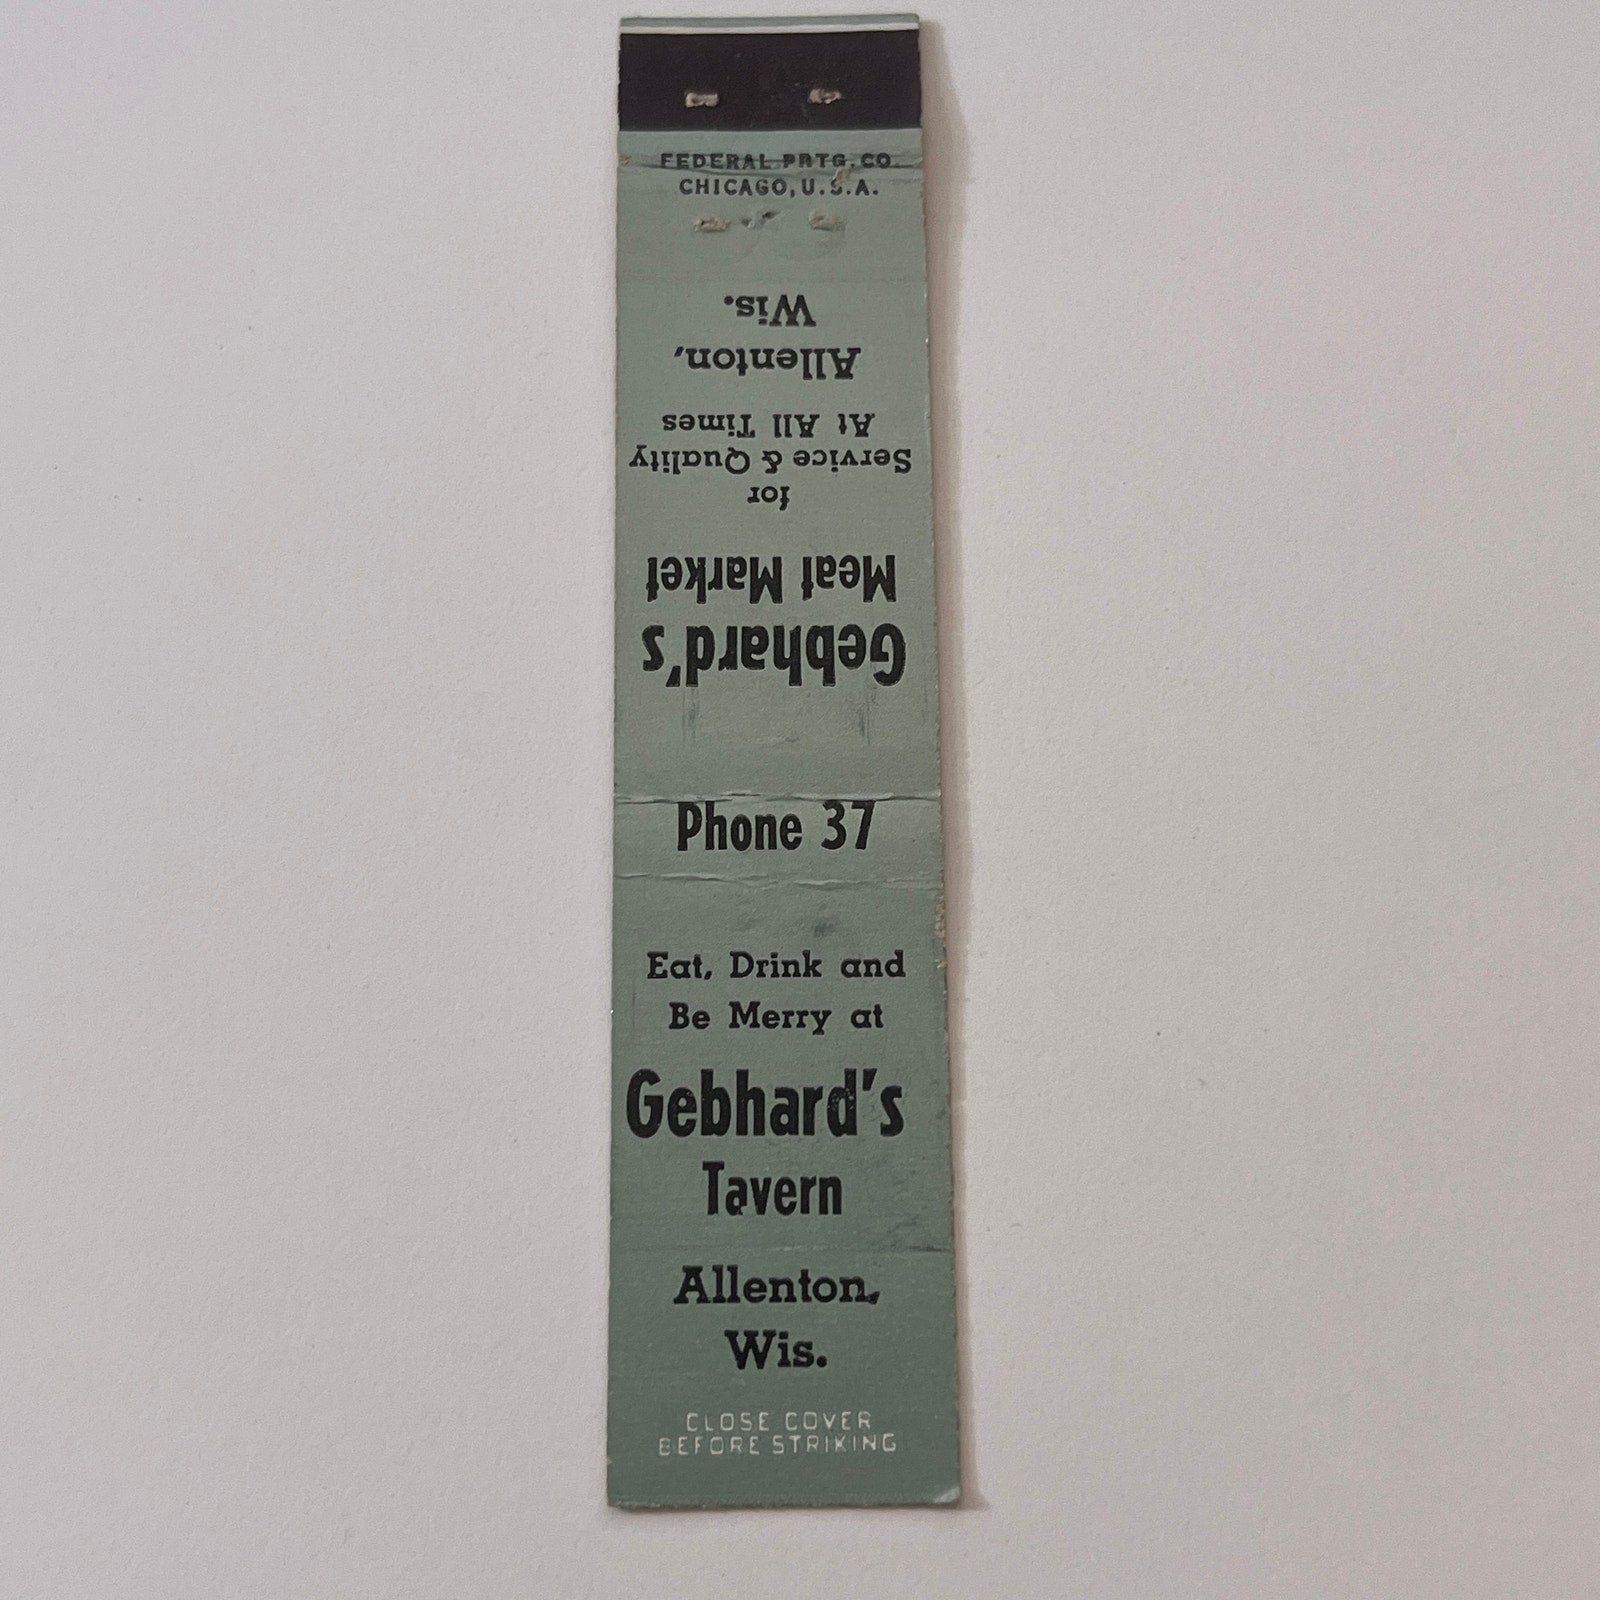 FEDERAL PRTG. CO.
CHICAGO, U.S.A.
Gebhard's
Meat Market
for
Service & Quality
At All Times
Allenton,
Wis.
Phone 37
Eat, Drink and
Be Merry at
Gebhard's
Tavern
Allenton,
Wis.
CLOSE COVER
BEFORE STRIKING